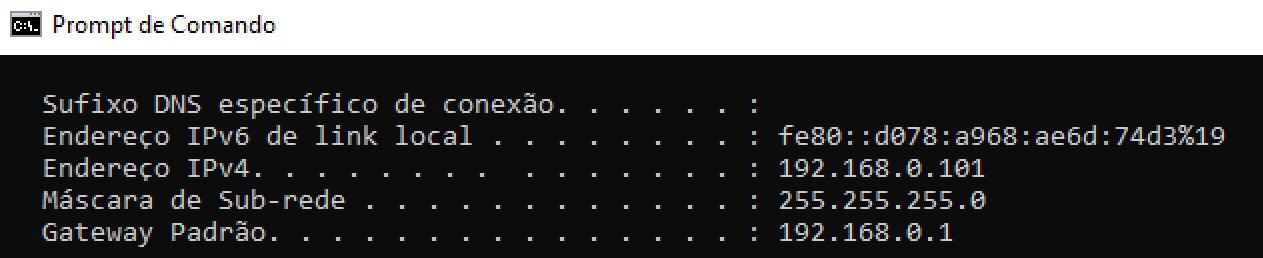 Prompt de Comando
Sufixo DNS específico de conexão. . . . . . :
Endereço IPv6 de link local . . . . . . . . : fe80::d078:a968:ae6d:74d3%19
Endereço IPv4. . . . . . . .  . . . . . . . : 192.168.0.101
Máscara de Sub-rede . . . . . . . . . . . . : 255.255.255.0
Gateway Padrão. . . . . . . . . . . . . . . : 192.168.0.1